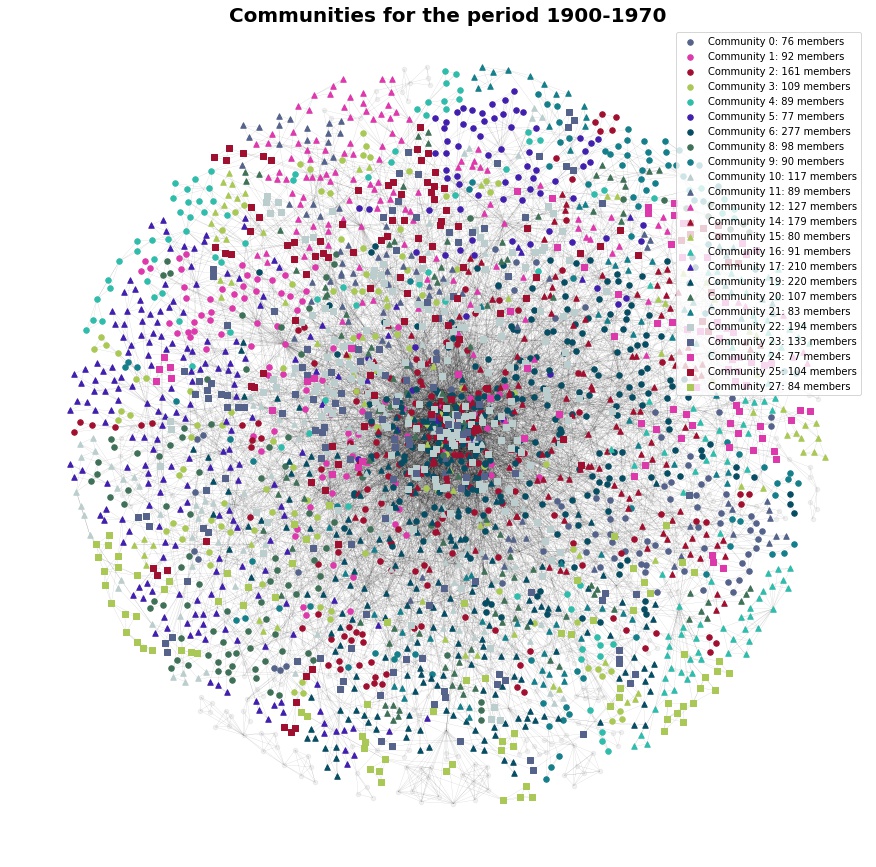 Communities for the period 1900-1970
Community 0: 76 members
Community 1: 92 members
Community 2: 161 members
Community 3: 109 members
Community 4: 89 members
Community 5: 77 members
Community 6: 277 members
Community 8: 98 members
Community 9: 90 members
Community 10: 117 members
Community 11: 89 members
Community 12: 127 members
Community 14: 179 members
Community 15: 80 members
Community 16: 91 members
Community 17: 210 members
Community 19: 220 members
Community 20: 107 members
Community 21: 83 members
Community 22: 194 members
Community 23: 133 members
Community 24: 77 members
Community 25: 104 members
Community 27: 84 members